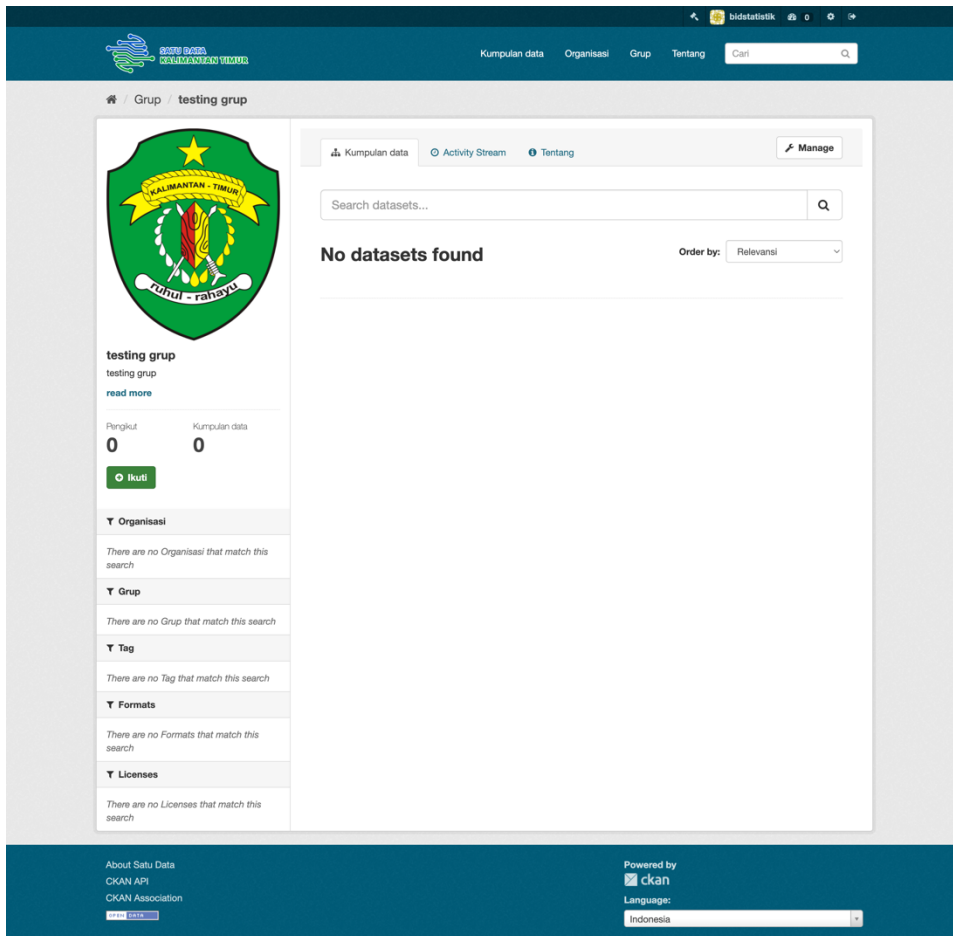 bidstatistik 0
SATU DATA
KALIMANTAN TIMUR
Kumpulan data Organisasi Grup Tentang Cari
/ Grup / testing grup
KALIMANTAN - TIMUR
ruhui - rahayu
testing grup
testing grup
read more
Pengikut Kumpulan data
0 0
Ikuti
Organisasi
There are no Organisasi that match this
search
Grup
There are no Grup that match this search
Tag
There are no Tag that match this search
Formats
There are no Formats that match this
search
Licenses
There are no Licenses that match this
search
Kumpulan data Activity Stream Tentang Manage
Search datasets...
No datasets found Order by: Relevansi
About Satu Data
CKAN API
CKAN Association
OPEN DATA
Powered by
ckan
Language:
Indonesia